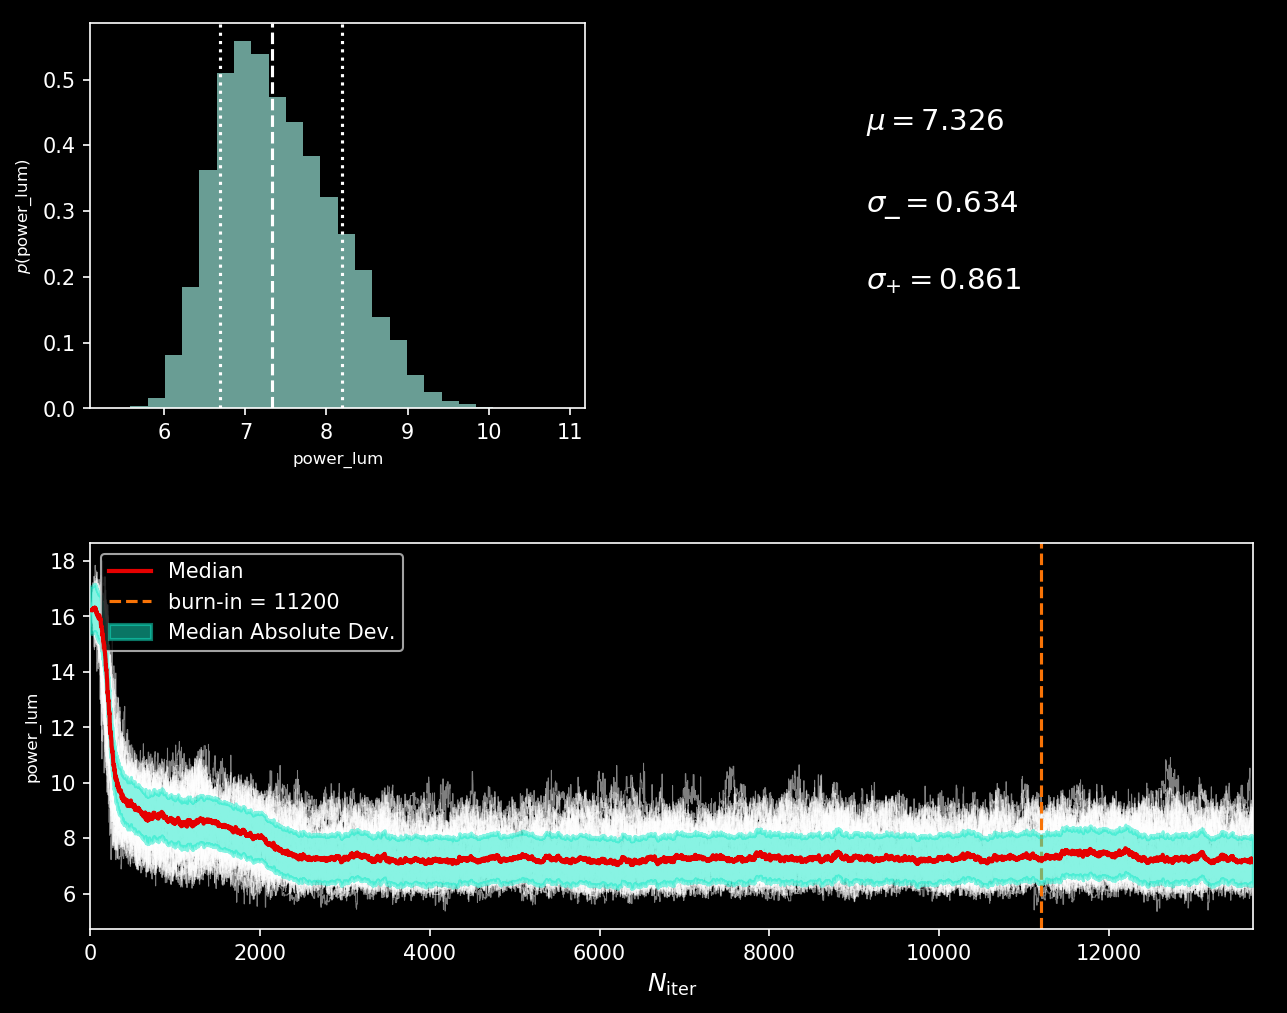 0.5
0.4
0.3
0.2
0.1
0.0
p(power_lum)
6 7 8 9 10 11
power_lum
μ = 7.326
σ_ = 0.634
σ₊ = 0.861
18
16
14
12
10
8
6
power_lum
Median
burn-in = 11200
Median Absolute Dev.
0 2000 4000 6000 8000 10000 12000
N_iter